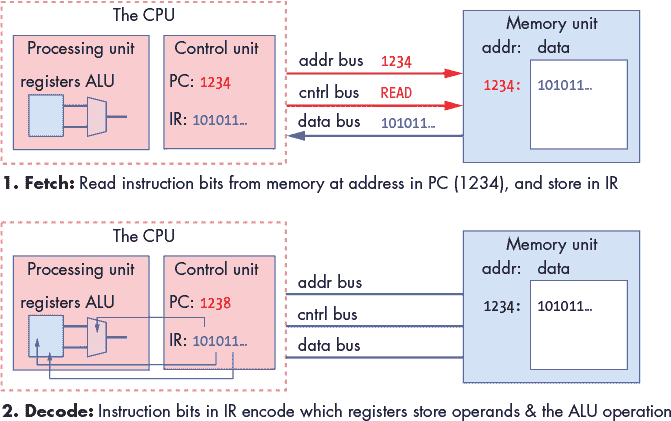 The CPU
Processing unit
registers ALU
Control unit
PC: 1234
IR: 101011...
addr bus 1234
cntrl bus READ
data bus 101011...
Memory unit
addr: data
1234: 101011...
1. Fetch: Read instruction bits from memory at address in PC (1234), and store in IR
The CPU
Processing unit
registers ALU
Control unit
PC: 1238
IR: 101011...
addr bus
cntrl bus
data bus
Memory unit
addr: data
1234: 101011...
2. Decode: Instruction bits in IR encode which registers store operands & the ALU operation